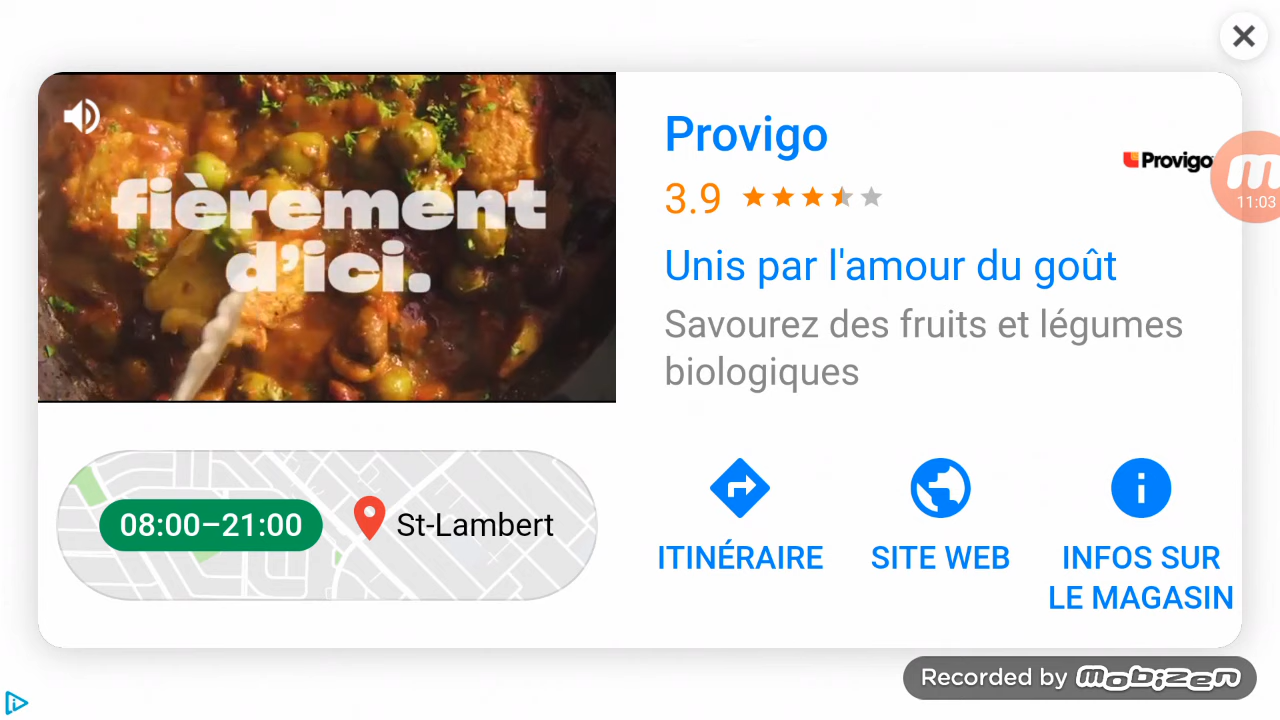 fièrement
d'ici.
Provigo
Provigo
11:03
3.9
Unis par l'amour du goût
Savourez des fruits et légumes
biologiques
08:00–21:00
St-Lambert
ITINÉRAIRE
SITE WEB
INFOS SUR
LE MAGASIN
Recorded by mobizen